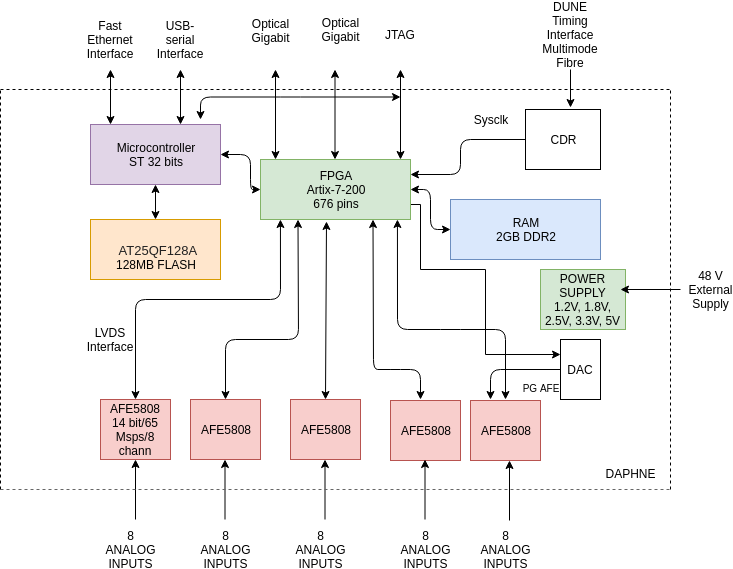 DUNE
Timing
Interface
Multimode
Fibre
Fast
Ethernet
Interface
USB-
serial
Interface
Optical
Gigabit
Optical
Gigabit
JTAG
Sysclk
CDR
Microcontroller
ST 32 bits
FPGA
Artix-7-200
676 pins
RAM
2GB DDR2
AT25QF128A
128MB FLASH
POWER
SUPPLY
1.2V, 1.8V,
2.5V, 3.3V, 5V
48 V
External
Supply
LVDS
Interface
DAC
PG AFE
AFE5808
14 bit/65
Msps/8
chann
AFE5808
AFE5808
AFE5808
AFE5808
DAPHNE
8
ANALOG
INPUTS
8
ANALOG
INPUTS
8
ANALOG
INPUTS
8
ANALOG
INPUTS
8
ANALOG
INPUTS